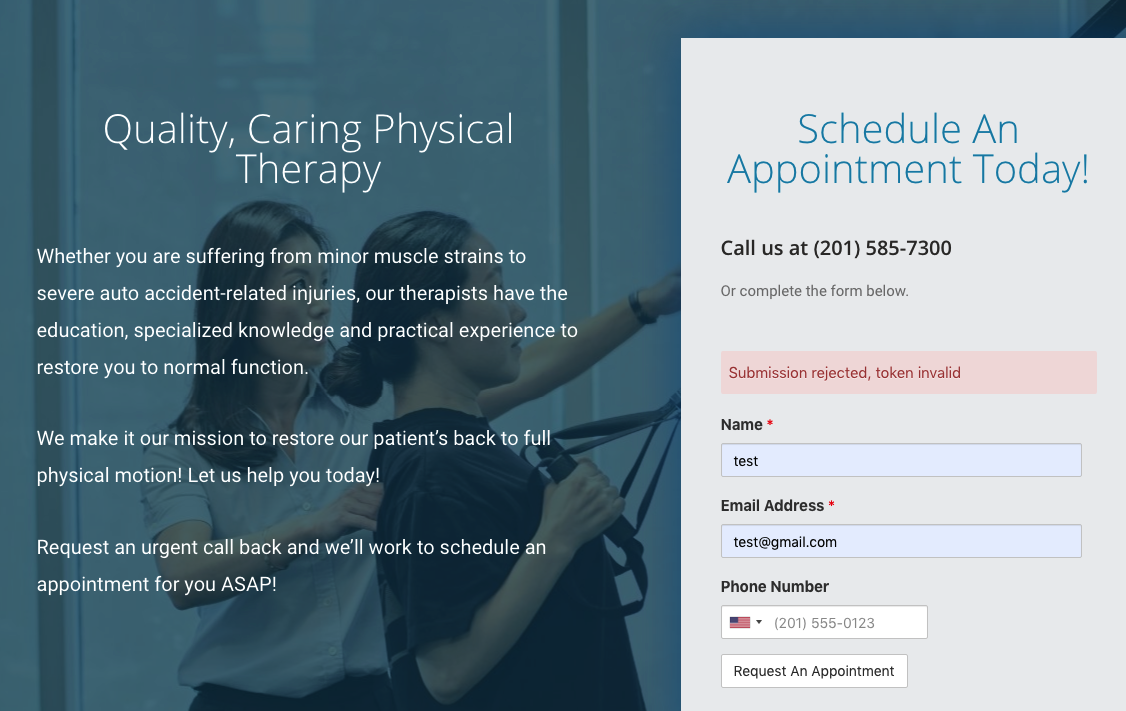 Quality, Caring Physical
Therapy
Whether you are suffering from minor muscle strains to
severe auto accident-related injuries, our therapists have the
education, specialized knowledge and practical experience to
restore you to normal function.
We make it our mission to restore our patient’s back to full
physical motion! Let us help you today!
Request an urgent call back and we’ll work to schedule an
appointment for you ASAP!
Schedule An
Appointment Today!
Call us at (201) 585-7300
Or complete the form below.
Submission rejected, token invalid
Name *
test
Email Address *
test@gmail.com
Phone Number
(201) 555-0123
Request An Appointment